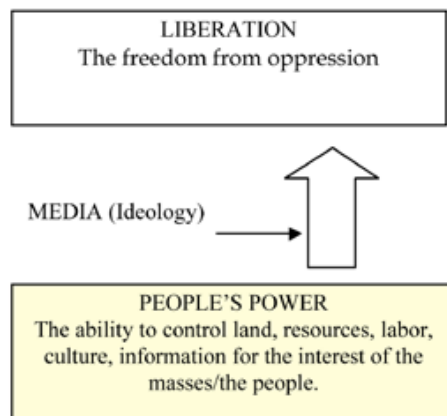 LIBERATION
The freedom from oppression
MEDIA (Ideology)
PEOPLE'S POWER
The ability to control land, resources, labor,
culture, information for the interest of the
masses/the people.